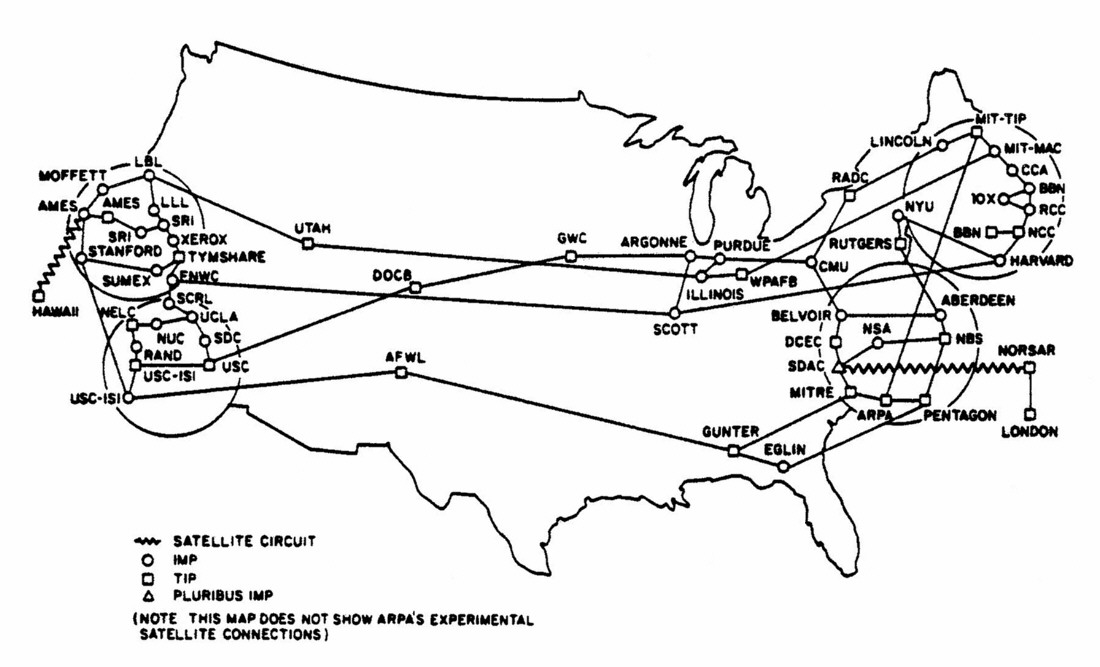 MIT-TIP
LINCOLN
MIT-MAC
LBL
MOFFETT
CCA
RADC
BBN
AMES
AMES
LLL
10X
RCC
NYU
SRI
SRI
UTAH
XEROX
GWC
ARGONNE
PURDUE
RUTGERS
BBN
NCC
STANFORD
TYMSHARE
HARVARD
CMU
SUMEX
ENWC
DOCB
WPAFB
ILLINOIS
HAWAII
NELC
SCRL
ABERDEEN
UCLA
SCOTT
BELVOIR
NUC
SDC
NSA
DCEC
NBS
RAND
AFWL
SDAC
NORSAR
USC-ISI
USC
USC-ISI
MITRE
ARPA
PENTAGON
GUNTER
LONDON
EGLIN
SATELLITE CIRCUIT
IMP
TIP
PLURIBUS IMP
(NOTE THIS MAP DOES NOT SHOW ARPA'S EXPERIMENTAL
SATELLITE CONNECTIONS)